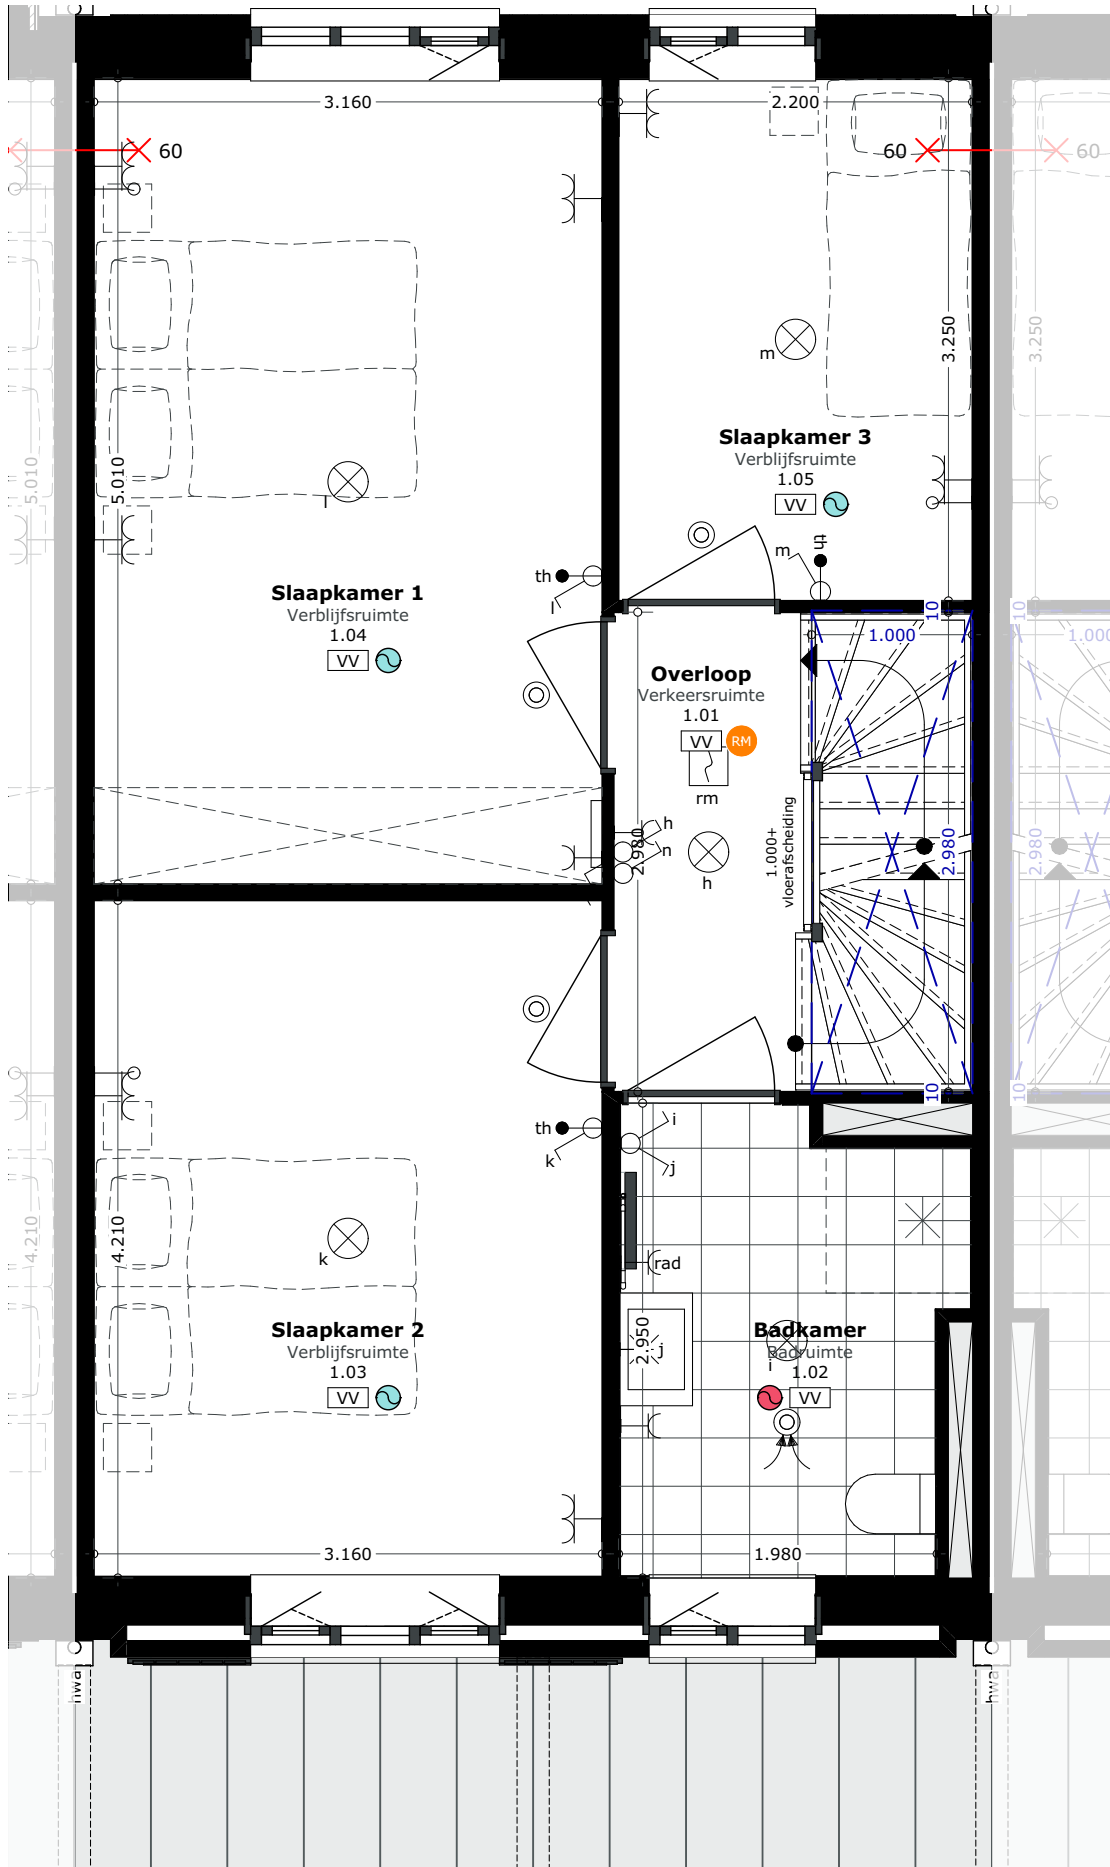 3.160
2.200
60
60
60
3.250
3.250
m
Slaapkamer 3
Verblijfsruimte
1.05
VV
5.010
5.010
l
th
l
m
th
Slaapkamer 1
Verblijfsruimte
1.04
VV
10
10
1.000
1.000
Overloop
Verkeersruimte
1.01
VV
RM
rm
h
n
2.980
h
1.000+
vloerafscheiding
2.980
2.980
10
10
th
k
i
j
4.210
4.210
k
rad
Slaapkamer 2
Verblijfsruimte
1.03
VV
2.950
j
Badkamer
Badruimte
i
1.02
VV
3.160
1.980
hwa
hwa